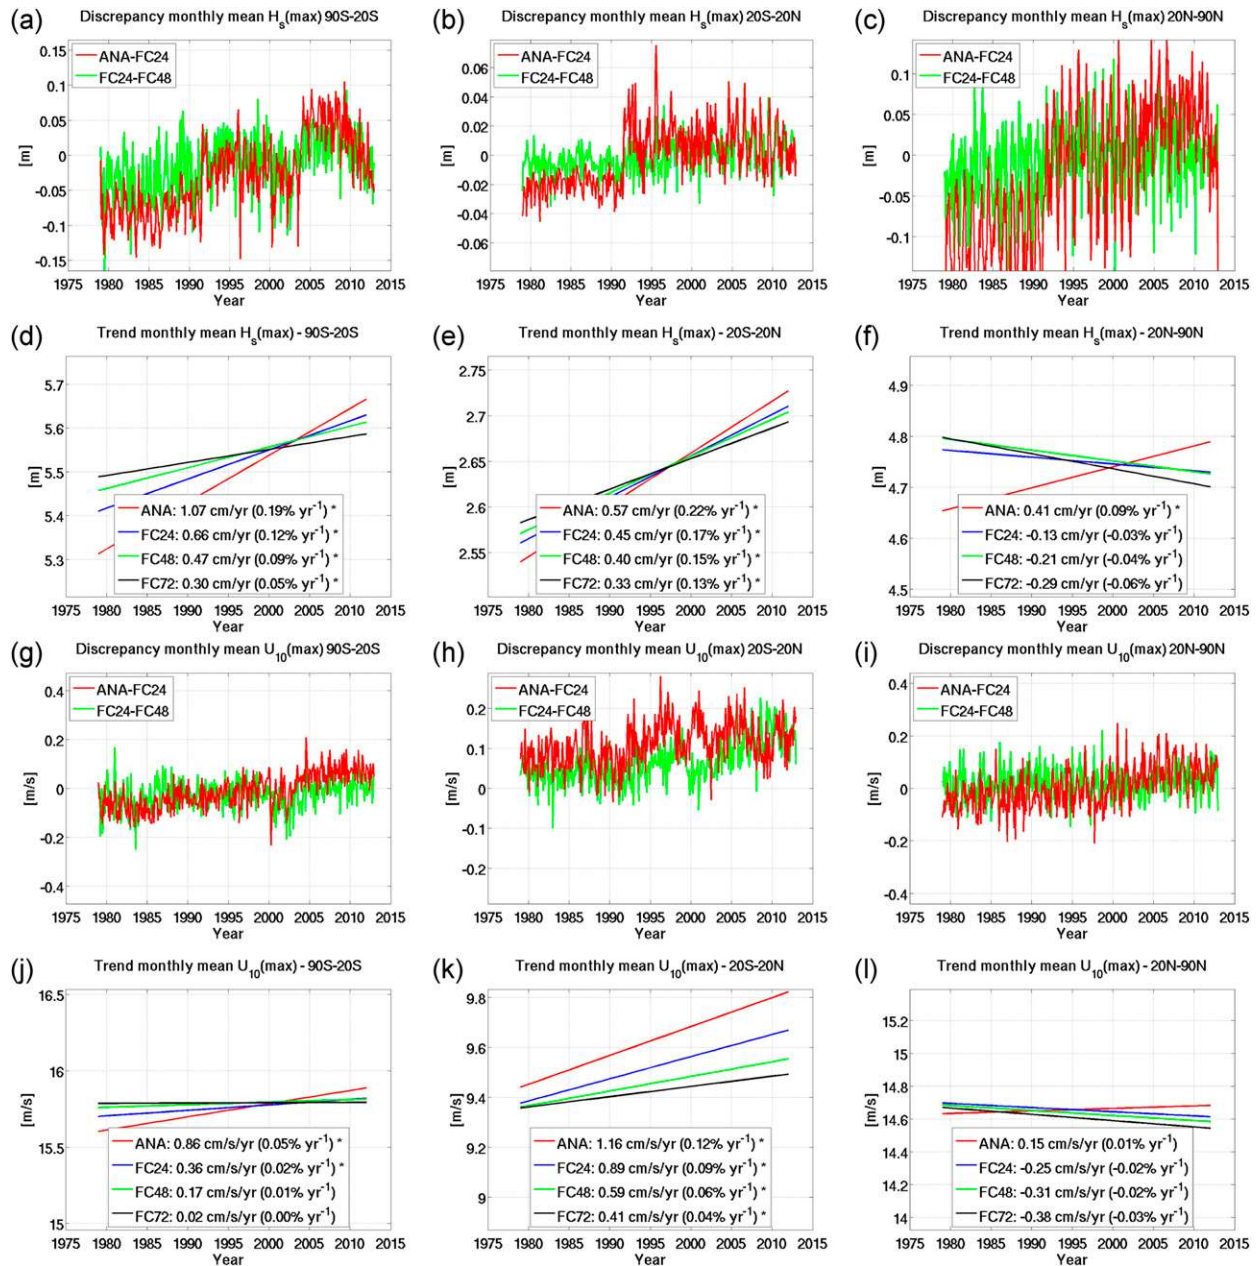 (a) Discrepancy monthly mean H_s(max) 90S-20S
0.15
0.1
0.05
0
-0.05
-0.1
-0.15
[m]
ANA-FC24
FC24-FC48
1975 1980 1985 1990 1995 2000 2005 2010 2015
Year
(b) Discrepancy monthly mean H_s(max) 20S-20N
0.06
0.04
0.02
0
-0.02
-0.04
-0.06
[m]
ANA-FC24
FC24-FC48
1975 1980 1985 1990 1995 2000 2005 2010 2015
Year
(c) Discrepancy monthly mean H_s(max) 20N-90N
0.1
0.05
0
-0.05
-0.1
[m]
ANA-FC24
FC24-FC48
1975 1980 1985 1990 1995 2000 2005 2010 2015
Year
(d) Trend monthly mean H_s(max) - 90S-20S
5.7
5.6
5.5
5.4
5.3
[m]
ANA: 1.07 cm/yr (0.19% yr⁻¹) *
FC24: 0.66 cm/yr (0.12% yr⁻¹) *
FC48: 0.47 cm/yr (0.09% yr⁻¹) *
FC72: 0.30 cm/yr (0.05% yr⁻¹) *
1975 1980 1985 1990 1995 2000 2005 2010 2015
Year
(e) Trend monthly mean H_s(max) - 20S-20N
2.75
2.7
2.65
2.6
2.55
[m]
ANA: 0.57 cm/yr (0.22% yr⁻¹) *
FC24: 0.45 cm/yr (0.17% yr⁻¹) *
FC48: 0.40 cm/yr (0.15% yr⁻¹) *
FC72: 0.33 cm/yr (0.13% yr⁻¹) *
1975 1980 1985 1990 1995 2000 2005 2010 2015
Year
(f) Trend monthly mean H_s(max) - 20N-90N
4.9
4.8
4.7
4.6
4.5
[m]
ANA: 0.41 cm/yr (0.09% yr⁻¹) *
FC24: -0.13 cm/yr (-0.03% yr⁻¹)
FC48: -0.21 cm/yr (-0.04% yr⁻¹)
FC72: -0.29 cm/yr (-0.06% yr⁻¹)
1975 1980 1985 1990 1995 2000 2005 2010 2015
Year
(g) Discrepancy monthly mean U_10(max) 90S-20S
0.4
0.2
0
-0.2
-0.4
[m/s]
ANA-FC24
FC24-FC48
1975 1980 1985 1990 1995 2000 2005 2010 2015
Year
(h) Discrepancy monthly mean U_10(max) 20S-20N
0.2
0.1
0
-0.1
-0.2
[m/s]
ANA-FC24
FC24-FC48
1975 1980 1985 1990 1995 2000 2005 2010 2015
Year
(i) Discrepancy monthly mean U_10(max) 20N-90N
0.4
0.2
0
-0.2
-0.4
[m/s]
ANA-FC24
FC24-FC48
1975 1980 1985 1990 1995 2000 2005 2010 2015
Year
(j) Trend monthly mean U_10(max) - 90S-20S
16.5
16
15.5
15
[m/s]
ANA: 0.86 cm/s/yr (0.05% yr⁻¹) *
FC24: 0.36 cm/s/yr (0.02% yr⁻¹) *
FC48: 0.17 cm/s/yr (0.01% yr⁻¹)
FC72: 0.02 cm/s/yr (0.00% yr⁻¹)
1975 1980 1985 1990 1995 2000 2005 2010 2015
Year
(k) Trend monthly mean U_10(max) - 20S-20N
9.8
9.6
9.4
9.2
9
[m/s]
ANA: 1.16 cm/s/yr (0.12% yr⁻¹) *
FC24: 0.89 cm/s/yr (0.09% yr⁻¹) *
FC48: 0.59 cm/s/yr (0.06% yr⁻¹) *
FC72: 0.41 cm/s/yr (0.04% yr⁻¹) *
1975 1980 1985 1990 1995 2000 2005 2010 2015
Year
(l) Trend monthly mean U_10(max) - 20N-90N
15.2
15
14.8
14.6
14.4
14.2
14
[m/s]
ANA: 0.15 cm/s/yr (0.01% yr⁻¹)
FC24: -0.25 cm/s/yr (-0.02% yr⁻¹)
FC48: -0.31 cm/s/yr (-0.02% yr⁻¹)
FC72: -0.38 cm/s/yr (-0.03% yr⁻¹)
1975 1980 1985 1990 1995 2000 2005 2010 2015
Year